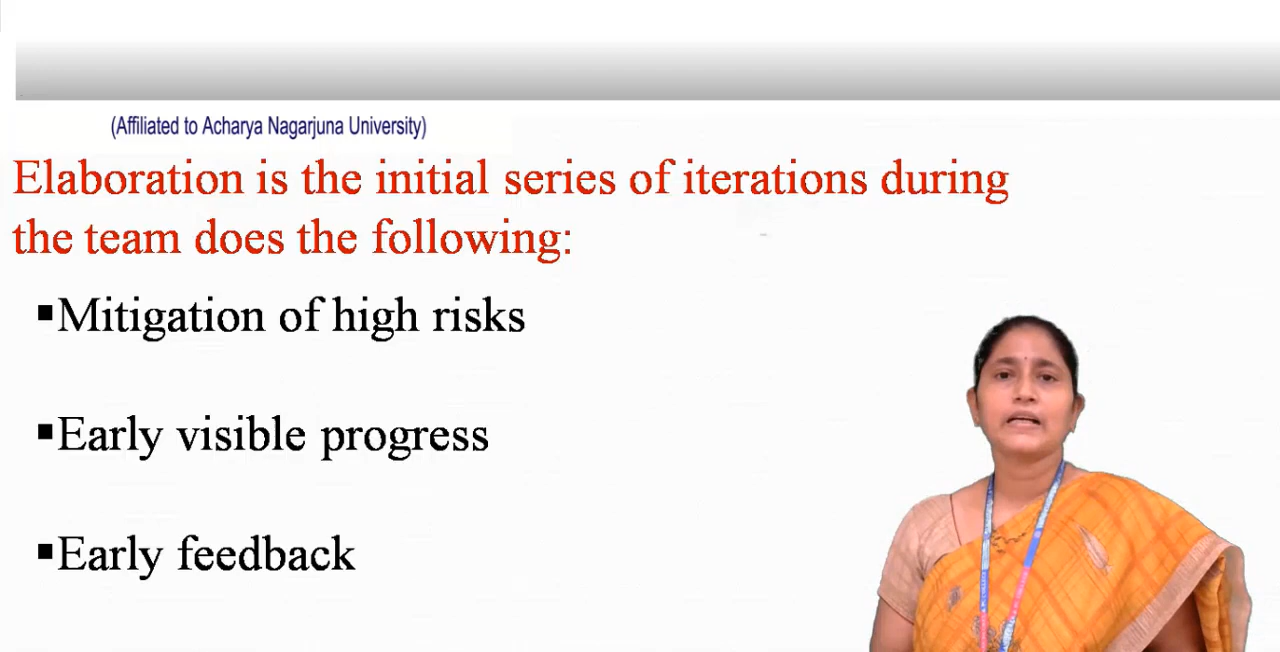 (Affiliated to Acharya Nagarjuna University)
Elaboration is the initial series of iterations during
the team does the following:
▪Mitigation of high risks
▪Early visible progress
▪Early feedback